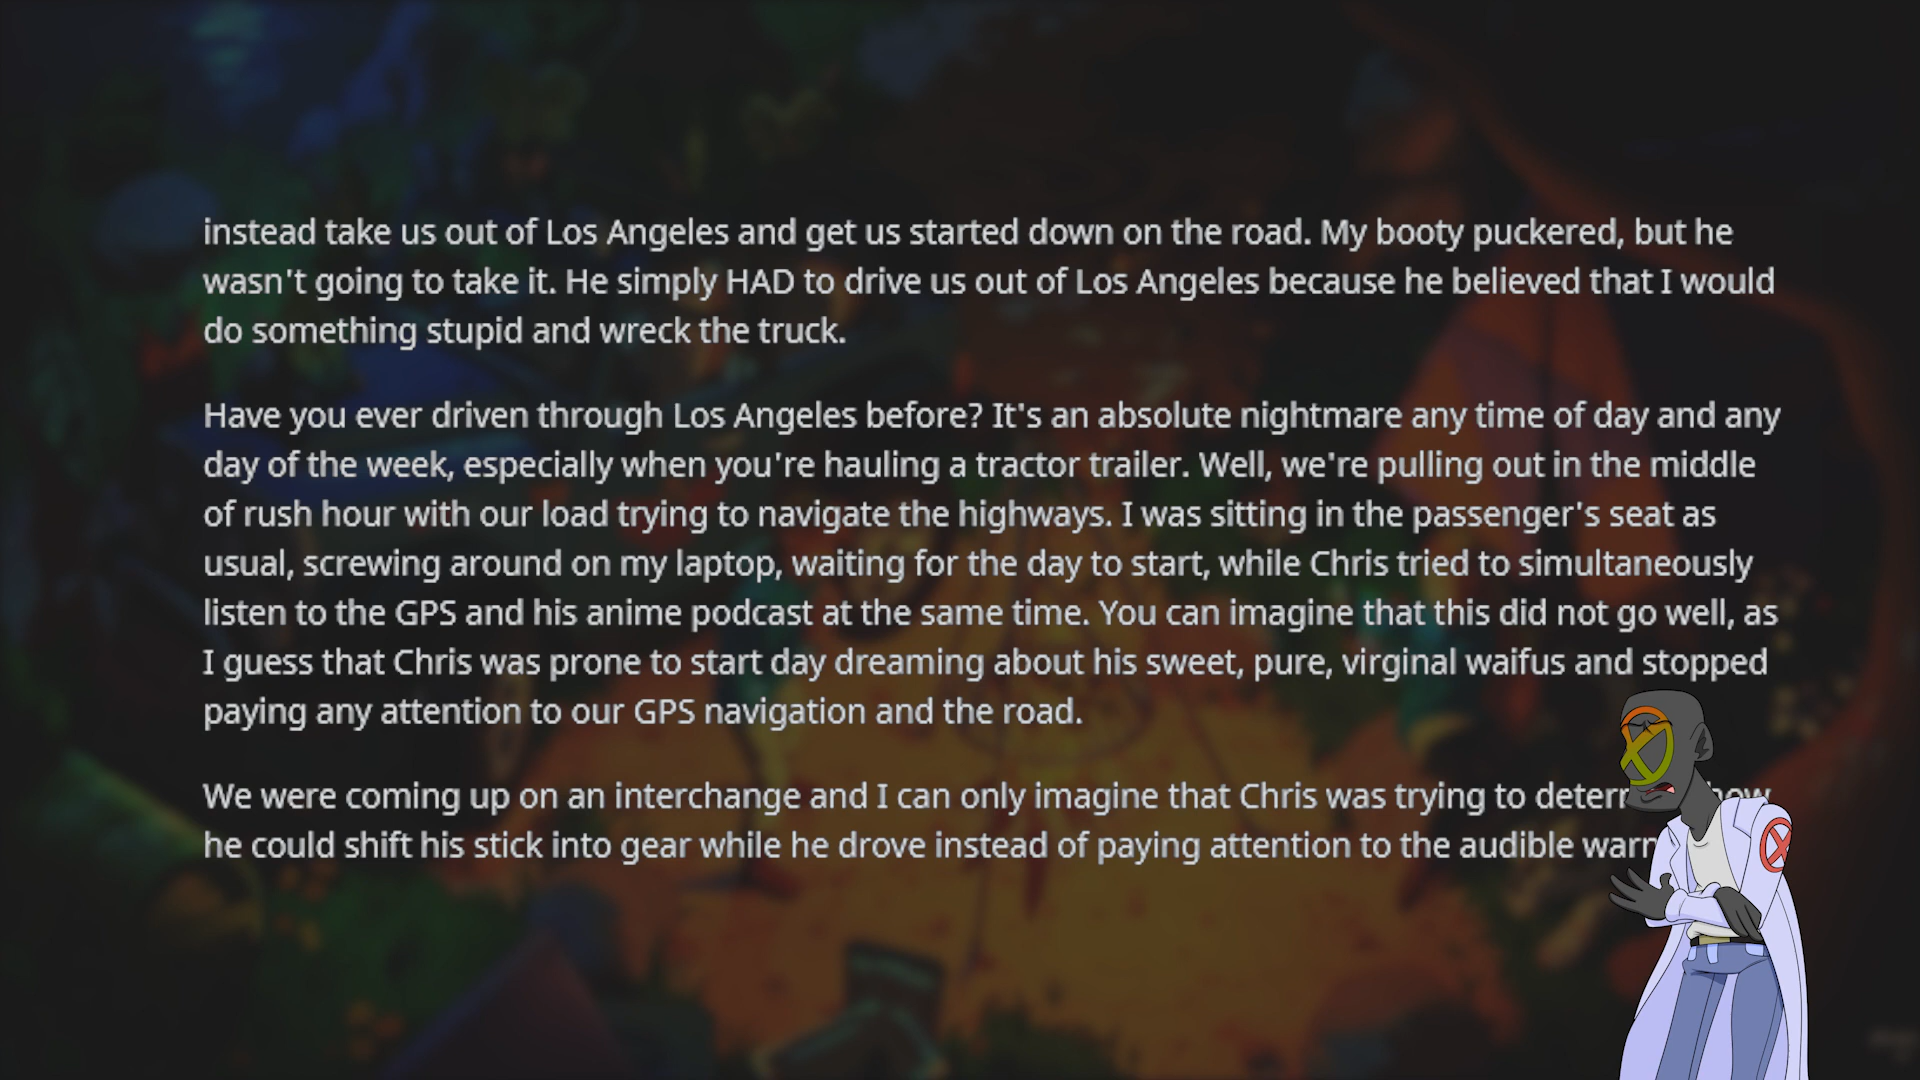 instead take us out of Los Angeles and get us started down on the road. My booty puckered, but he
wasn't going to take it. He simply HAD to drive us out of Los Angeles because he believed that I would
do something stupid and wreck the truck.
Have you ever driven through Los Angeles before? It's an absolute nightmare any time of day and any
day of the week, especially when you're hauling a tractor trailer. Well, we're pulling out in the middle
of rush hour with our load trying to navigate the highways. I was sitting in the passenger's seat as
usual, screwing around on my laptop, waiting for the day to start, while Chris tried to simultaneously
listen to the GPS and his anime podcast at the same time. You can imagine that this did not go well, as
I guess that Chris was prone to start day dreaming about his sweet, pure, virginal waifus and stopped
paying any attention to our GPS navigation and the road.
We were coming up on an interchange and I can only imagine that Chris was trying to how
he could shift his stick into gear while he drove instead of paying attention to the audible